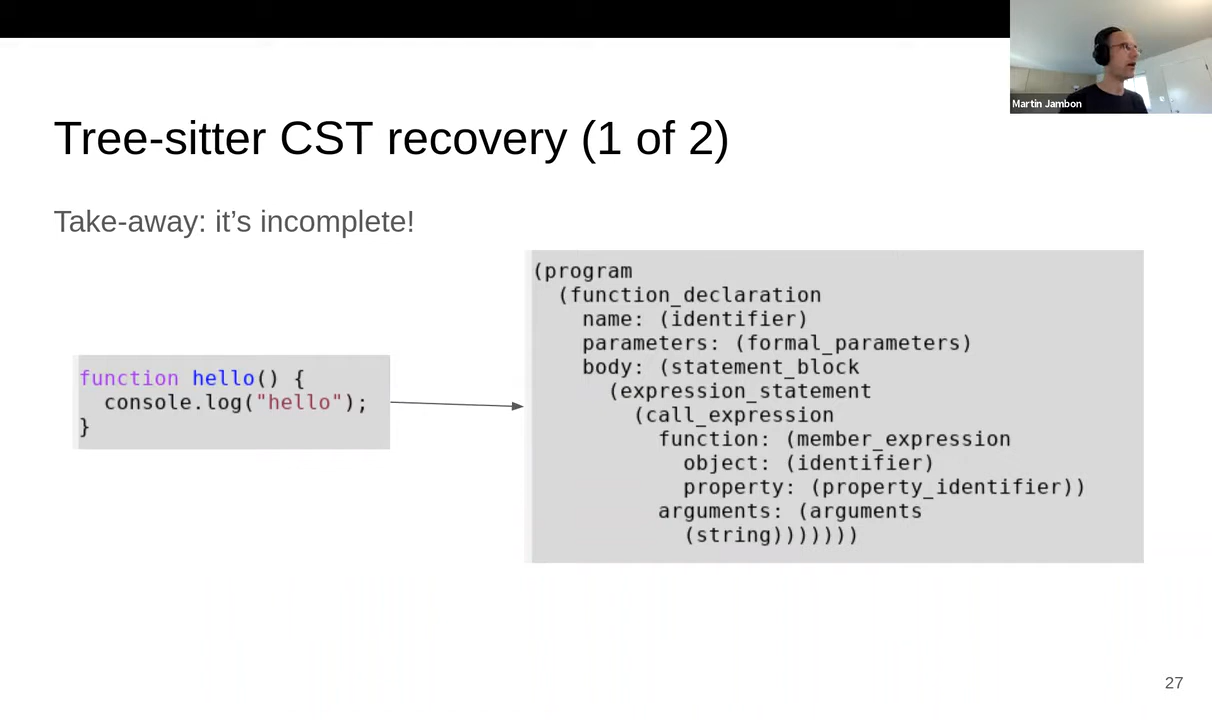 Martin Jambon
Tree-sitter CST recovery (1 of 2)
Take-away: it’s incomplete!
function hello() {
  console.log("hello");
}
(program
  (function_declaration
    name: (identifier)
    parameters: (formal_parameters)
    body: (statement_block
      (expression_statement
        (call_expression
          function: (member_expression
            object: (identifier)
            property: (property_identifier))
          arguments: (arguments
            (string)))))))
27